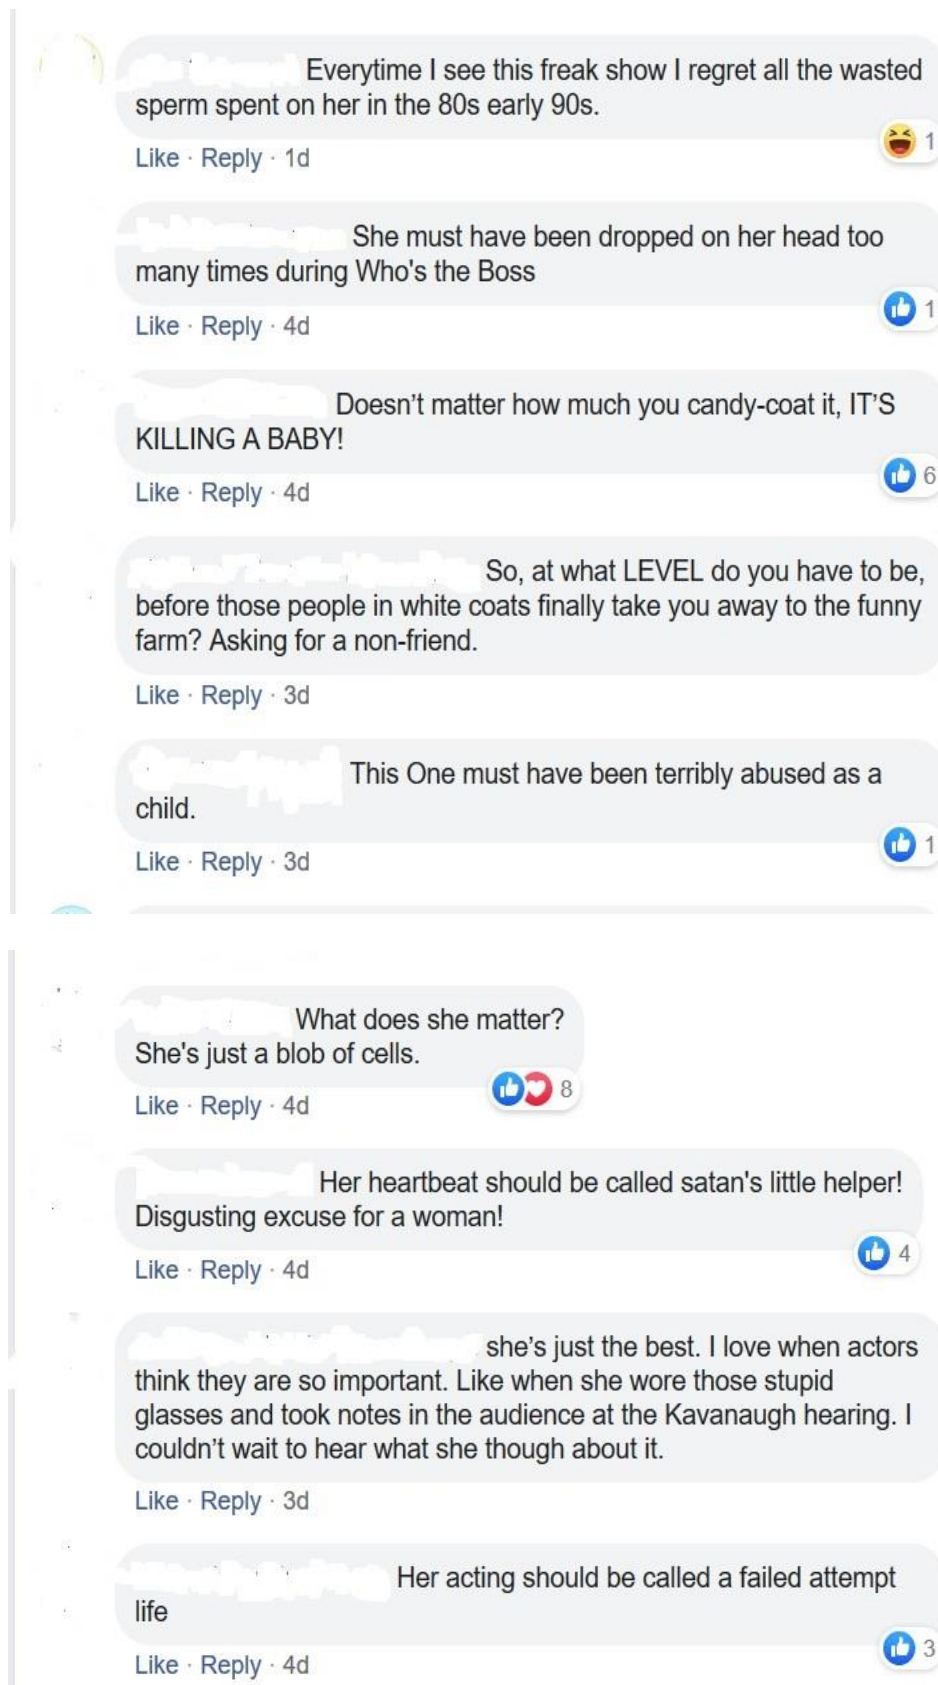 Everytime I see this freak show I regret all the wasted
sperm spent on her in the 80s early 90s.
1
Like · Reply · 1d
She must have been dropped on her head too
many times during Who's the Boss
1
Like · Reply · 4d
Doesn't matter how much you candy-coat it, IT'S
KILLING A BABY!
6
Like · Reply · 4d
So, at what LEVEL do you have to be,
before those people in white coats finally take you away to the funny
farm? Asking for a non-friend.
Like · Reply · 3d
This One must have been terribly abused as a
child.
1
Like · Reply · 3d
What does she matter?
She's just a blob of cells.
8
Like · Reply · 4d
Her heartbeat should be called satan's little helper!
Disgusting excuse for a woman!
4
Like · Reply · 4d
she's just the best. I love when actors
think they are so important. Like when she wore those stupid
glasses and took notes in the audience at the Kavanaugh hearing. I
couldn't wait to hear what she though about it.
Like · Reply · 3d
Her acting should be called a failed attempt
life
3
Like · Reply · 4d